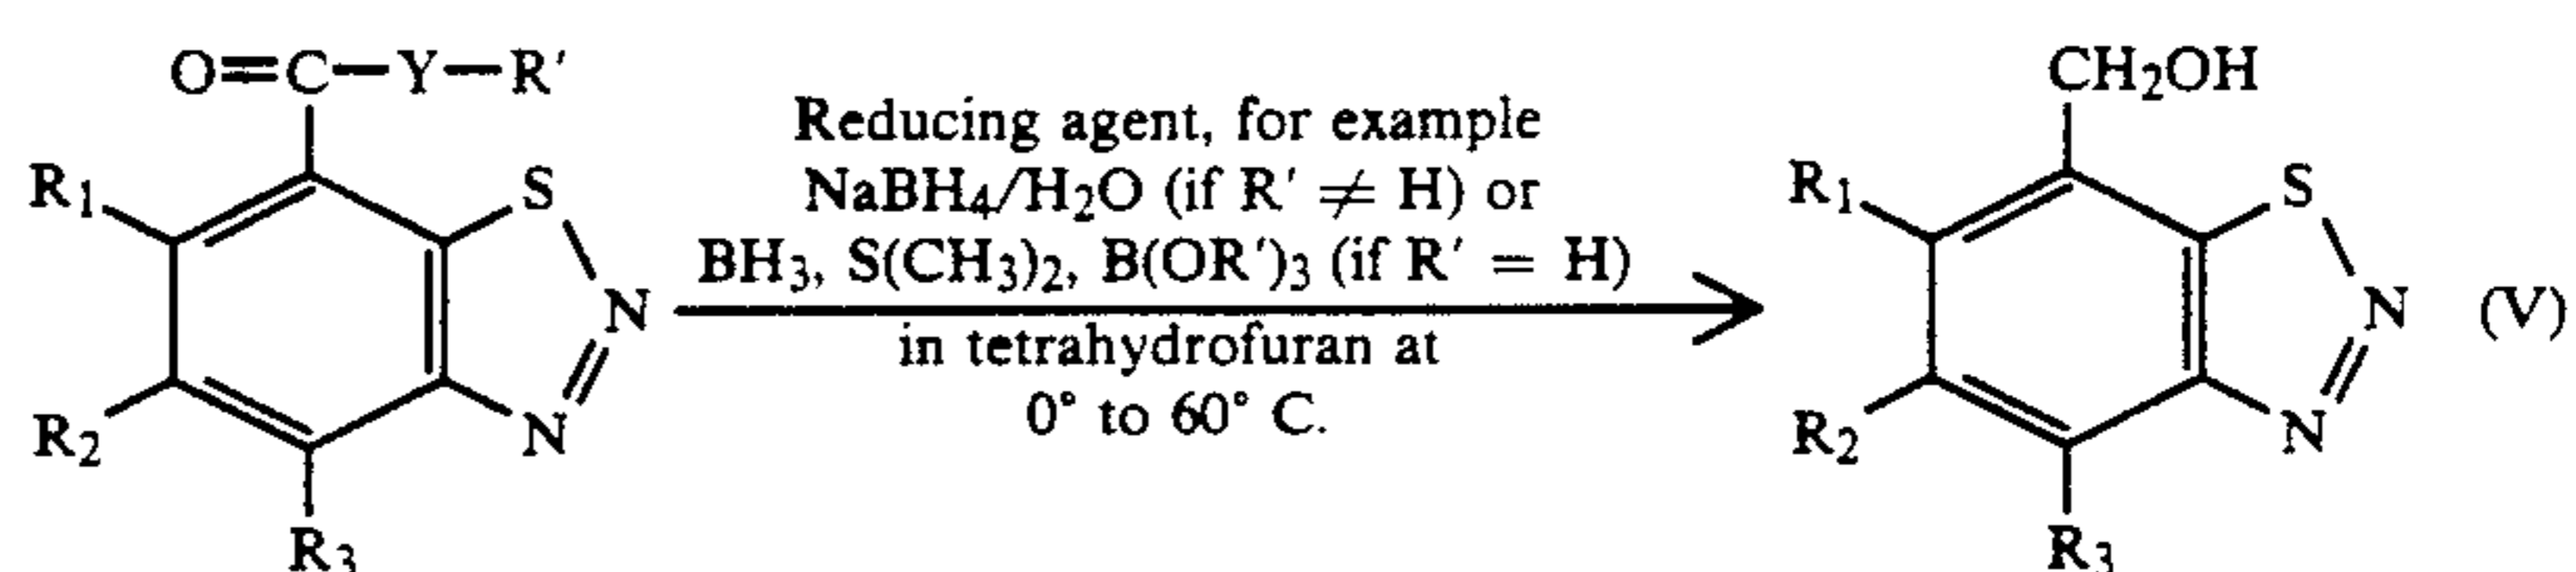 O=C—Y—R′
R₁
S
N
N
R₂
R₃
Reducing agent, for example
NaBH₄/H₂O (if R′ ≠ H) or
BH₃, S(CH₃)₂, B(OR′)₃ (if R′ = H)
in tetrahydrofuran at
0° to 60° C.
CH₂OH
R₁
S
N
N
R₂
R₃
(V)